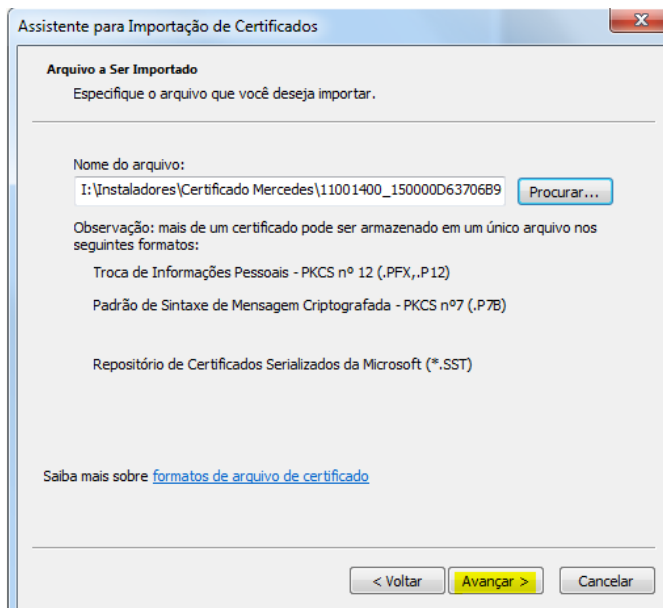 Assistente para Importação de Certificados
Arquivo a Ser Importado
Especifique o arquivo que você deseja importar.
Nome do arquivo:
I:\Instaladores\Certificado Mercedes\11001400_150000D63706B9
Procurar...
Observação: mais de um certificado pode ser armazenado em um único arquivo nos
seguintes formatos:
Troca de Informações Pessoais - PKCS nº 12 (.PFX,.P12)
Padrão de Sintaxe de Mensagem Criptografada - PKCS nº7 (.P7B)
Repositório de Certificados Serializados da Microsoft (*.SST)
Saiba mais sobre formatos de arquivo de certificado
< Voltar Avançar > Cancelar